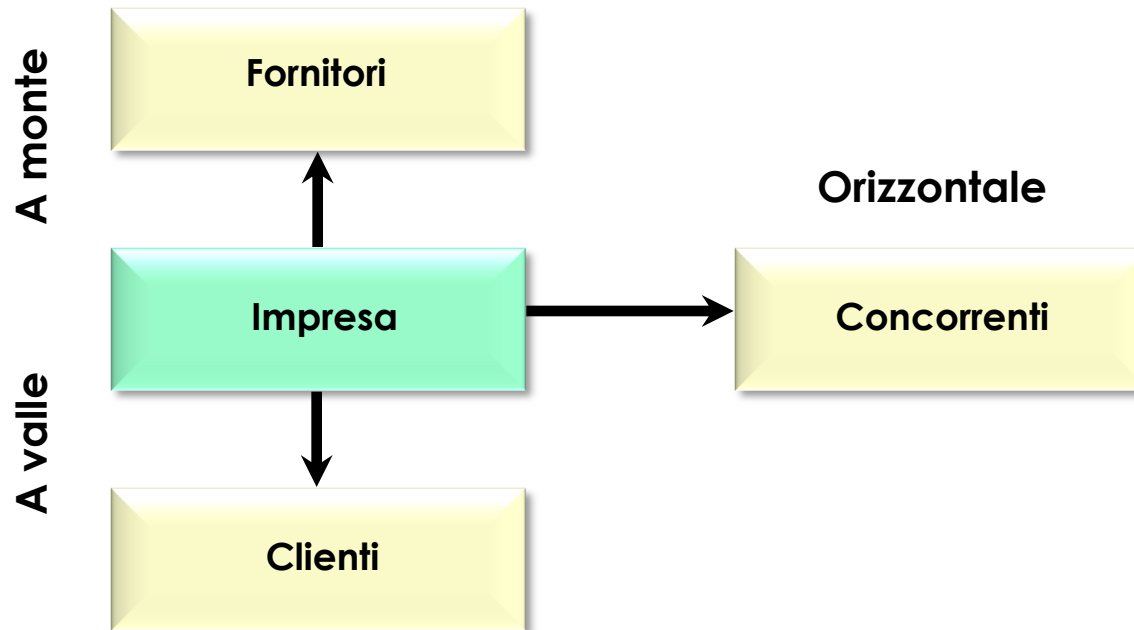 A monte
Fornitori
Orizzontale
Impresa
Concorrenti
A valle
Clienti